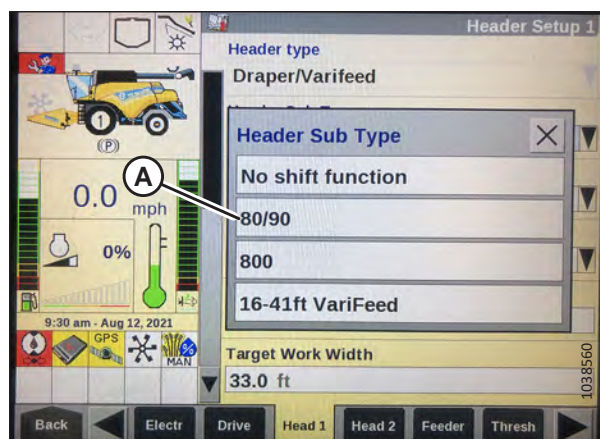 Header Setup 1
Header type
Draper/Varifeed
Header Sub Type
No shift function
80/90
800
16-41ft VariFeed
A
1
(P)
0.0 mph
0%
9:30 am - Aug 12, 2021
GPS
MAN
Target Work Width
33.0 ft
1038560
Back
Electr
Drive
Head 1
Head 2
Feeder
Thresh